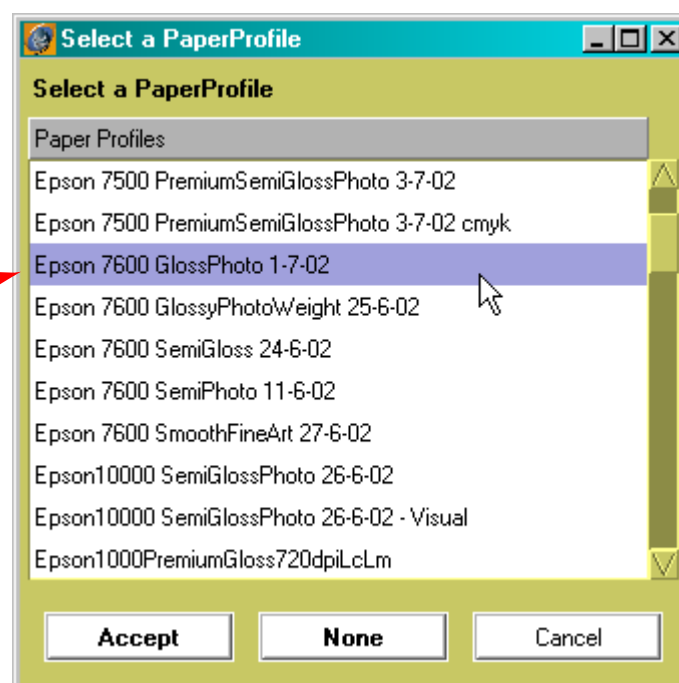 Select a PaperProfile
Select a PaperProfile
Paper Profiles
Epson 7500 PremiumSemiGlossPhoto 3-7-02
Epson 7500 PremiumSemiGlossPhoto 3-7-02 cmyk
Epson 7600 GlossPhoto 1-7-02
Epson 7600 GlossyPhotoWeight 25-6-02
Epson 7600 SemiGloss 24-6-02
Epson 7600 SemiPhoto 11-6-02
Epson 7600 SmoothFineArt 27-6-02
Epson10000 SemiGlossPhoto 26-6-02
Epson10000 SemiGlossPhoto 26-6-02 - Visual
Epson1000PremiumGloss720dpiLcLm
Accept None Cancel